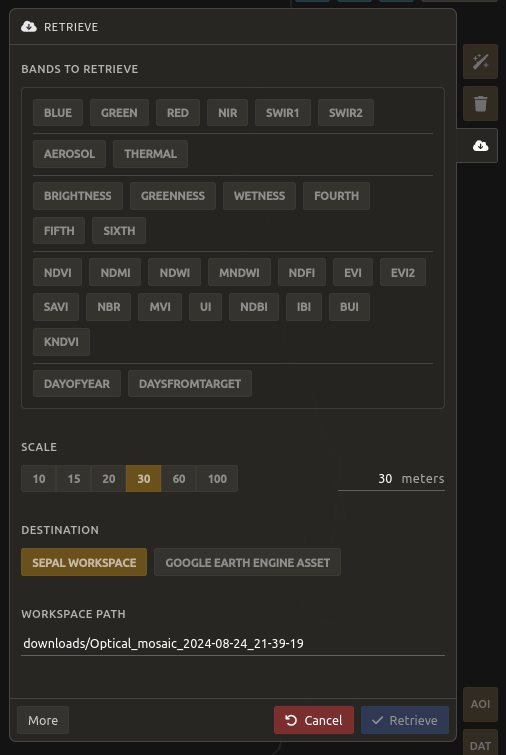 RETRIEVE
BANDS TO RETRIEVE
BLUE GREEN RED NIR SWIR1 SWIR2
AEROSOL THERMAL
BRIGHTNESS GREENNESS WETNESS FOURTH
FIFTH SIXTH
NDVI NDMI NDWI MNDWI NDFI EVI EVI2
SAVI NBR MVI UI NDBI IBI BUI
KNDVI
DAYOFYEAR DAYSFROMTARGET
SCALE
10 15 20 30 60 100 30 meters
DESTINATION
SEPAL WORKSPACE GOOGLE EARTH ENGINE ASSET
WORKSPACE PATH
downloads/Optical_mosaic_2024-08-24_21-39-19
AOI
More Cancel Retrieve
DAT